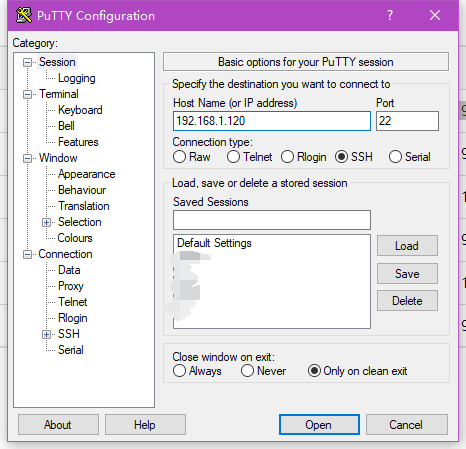 PuTTY Configuration
?
Category:
Session
Logging
Terminal
Keyboard
Bell
Features
Window
Appearance
Behaviour
Translation
Selection
Colours
Connection
Data
Proxy
Telnet
Rlogin
SSH
Serial
Basic options for your PuTTY session
Specify the destination you want to connect to
Host Name (or IP address) Port
192.168.1.120 22
Connection type:
Raw Telnet Rlogin SSH Serial
Load, save or delete a stored session
Saved Sessions
Default Settings
Load
Save
Delete
Close window on exit:
Always Never Only on clean exit
About Help Open Cancel